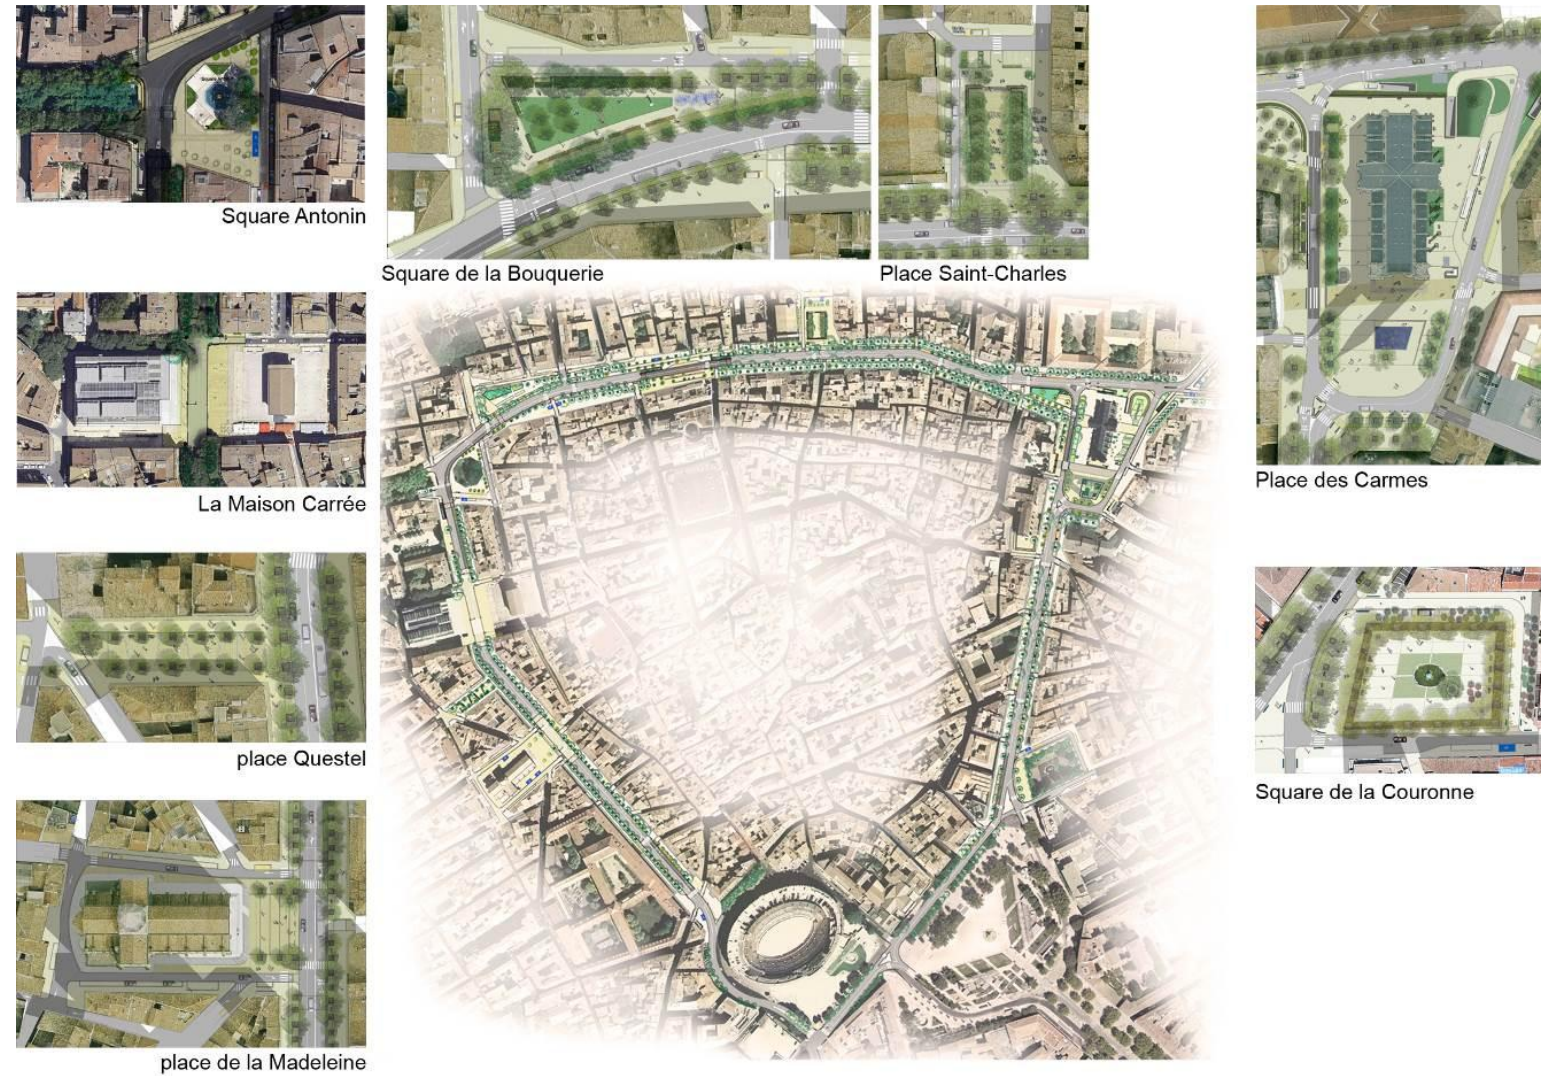 Square Antonin
Square de la Bouquerie
Place Saint-Charles
La Maison Carrée
Place des Carmes
place Questel
Square de la Couronne
place de la Madeleine